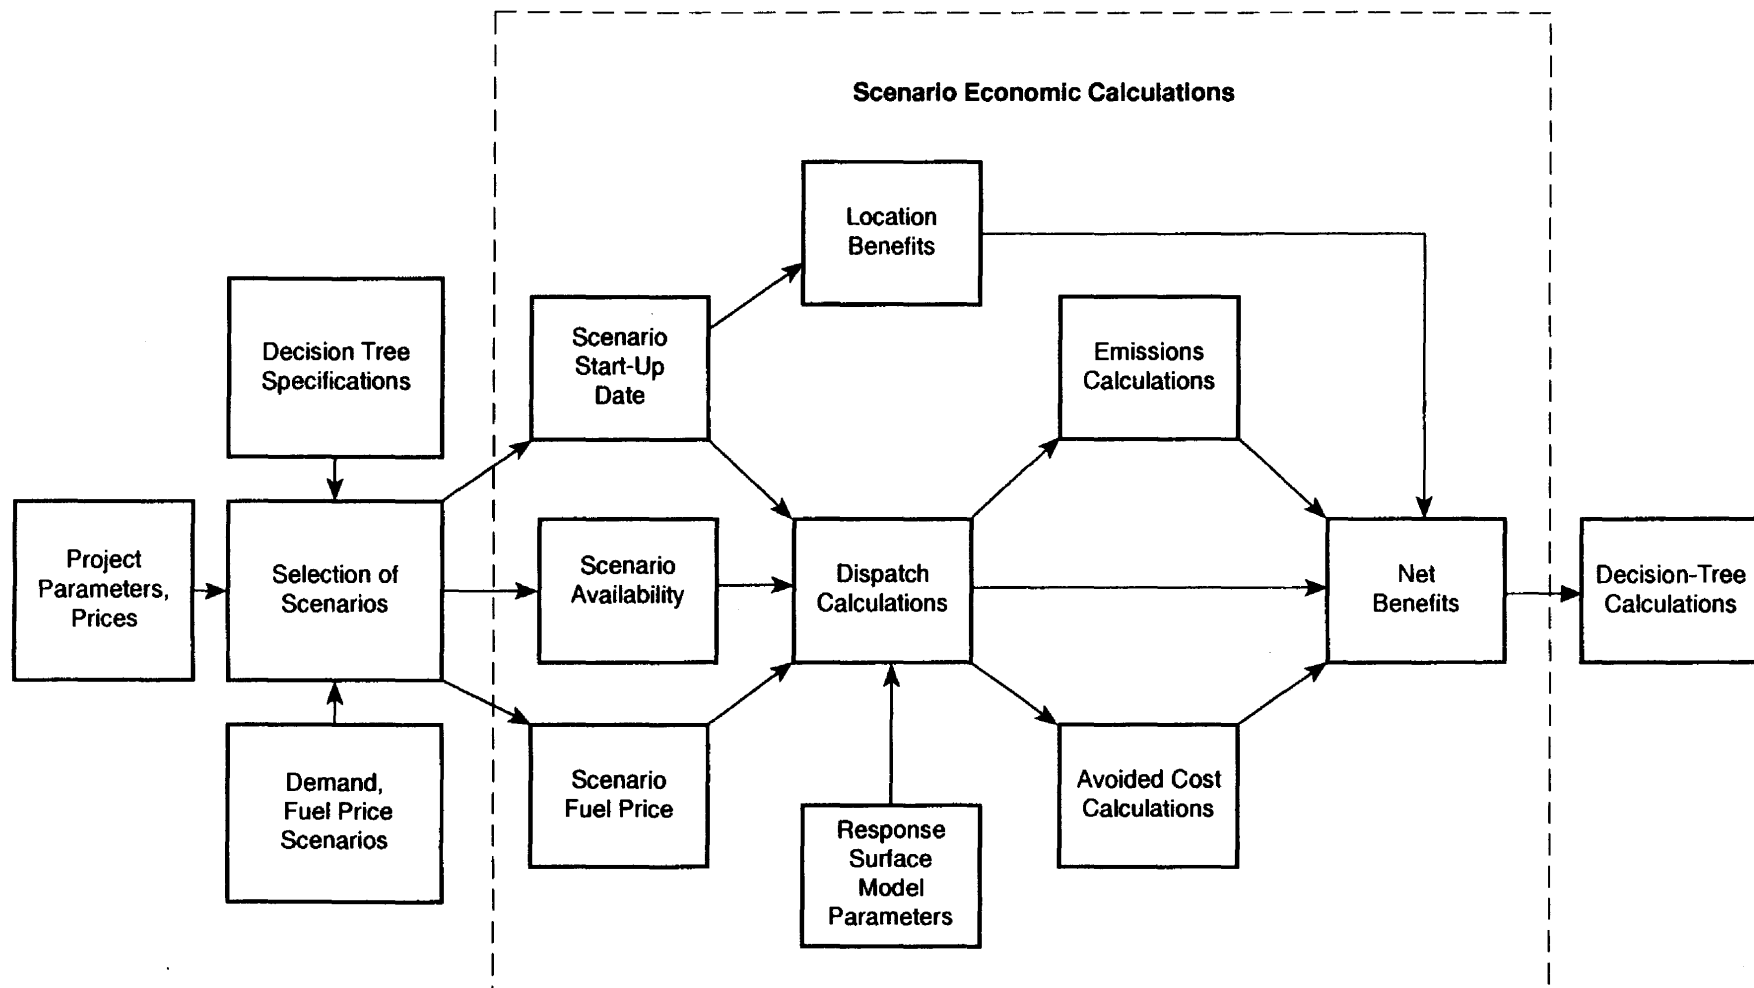 Scenario Economic Calculations
Location
Benefits
Decision Tree
Specifications
Scenario
Start-Up
Date
Emissions
Calculations
Project
Parameters,
Prices
Selection of
Scenarios
Scenario
Availability
Dispatch
Calculations
Net
Benefits
Decision-Tree
Calculations
Demand,
Fuel Price
Scenarios
Scenario
Fuel Price
Response
Surface
Model
Parameters
Avoided Cost
Calculations